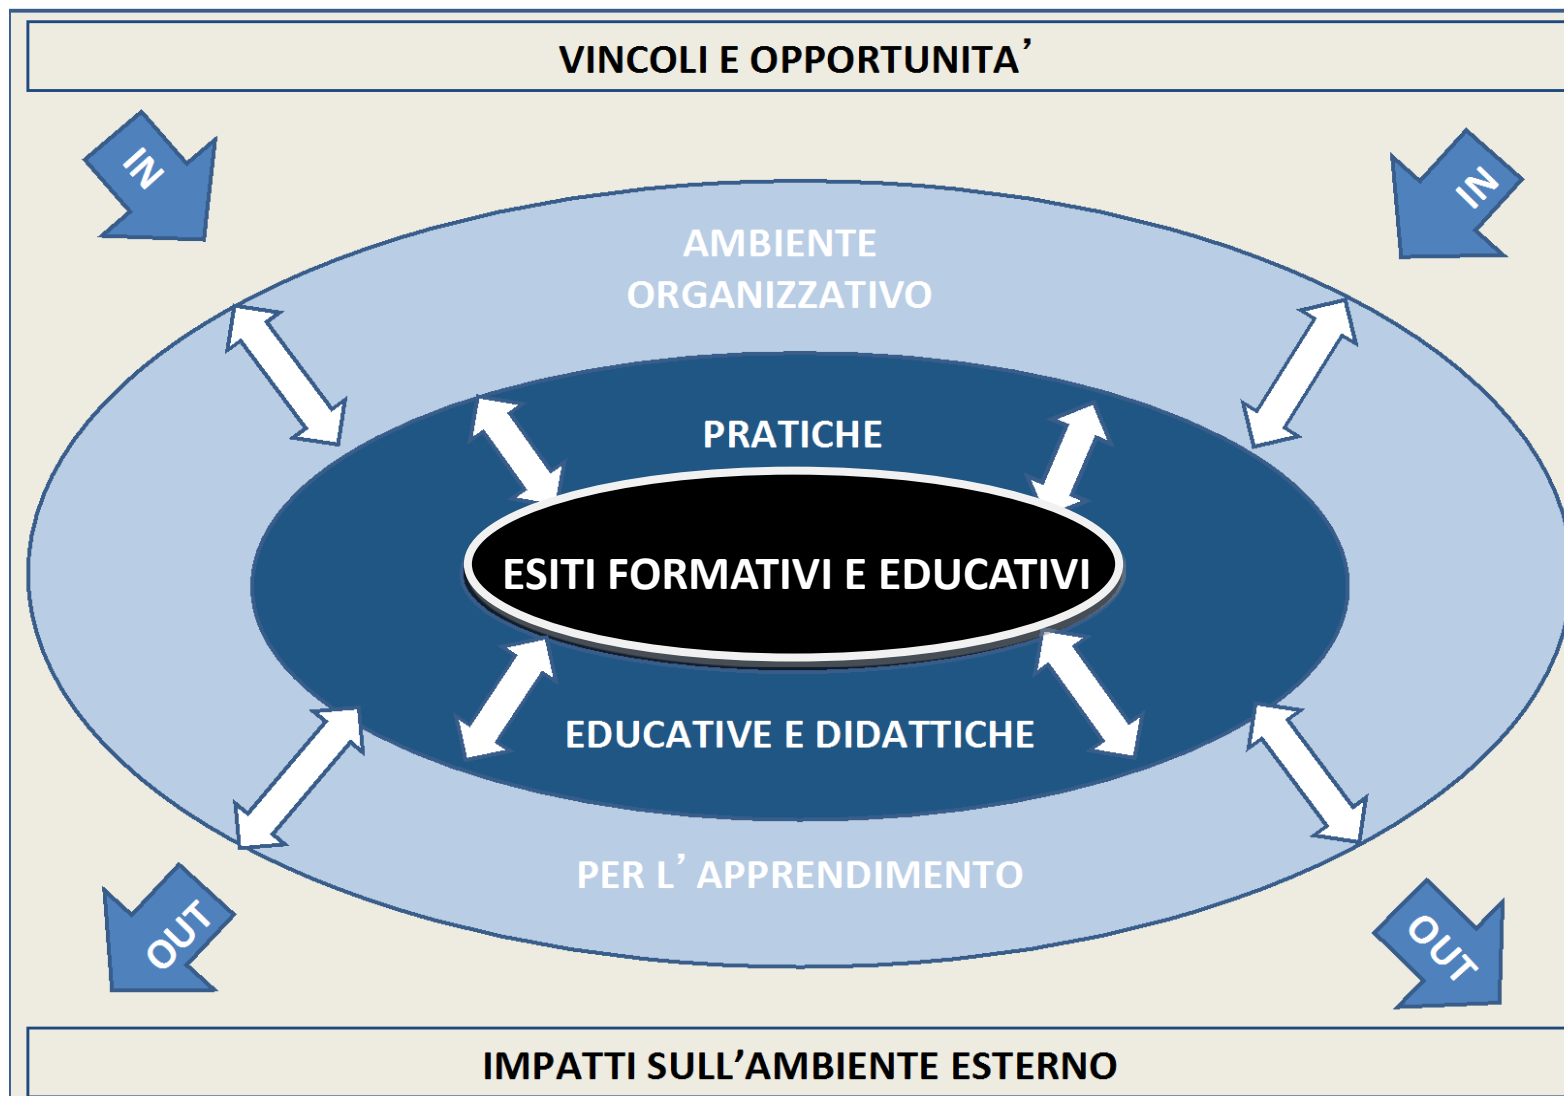 VINCOLI E OPPORTUNITA’
IN
IN
AMBIENTE
ORGANIZZATIVO
PRATICHE
ESITI FORMATIVI E EDUCATIVI
EDUCATIVE E DIDATTICHE
PER L’ APPRENDIMENTO
OUT
OUT
IMPATTI SULL’AMBIENTE ESTERNO